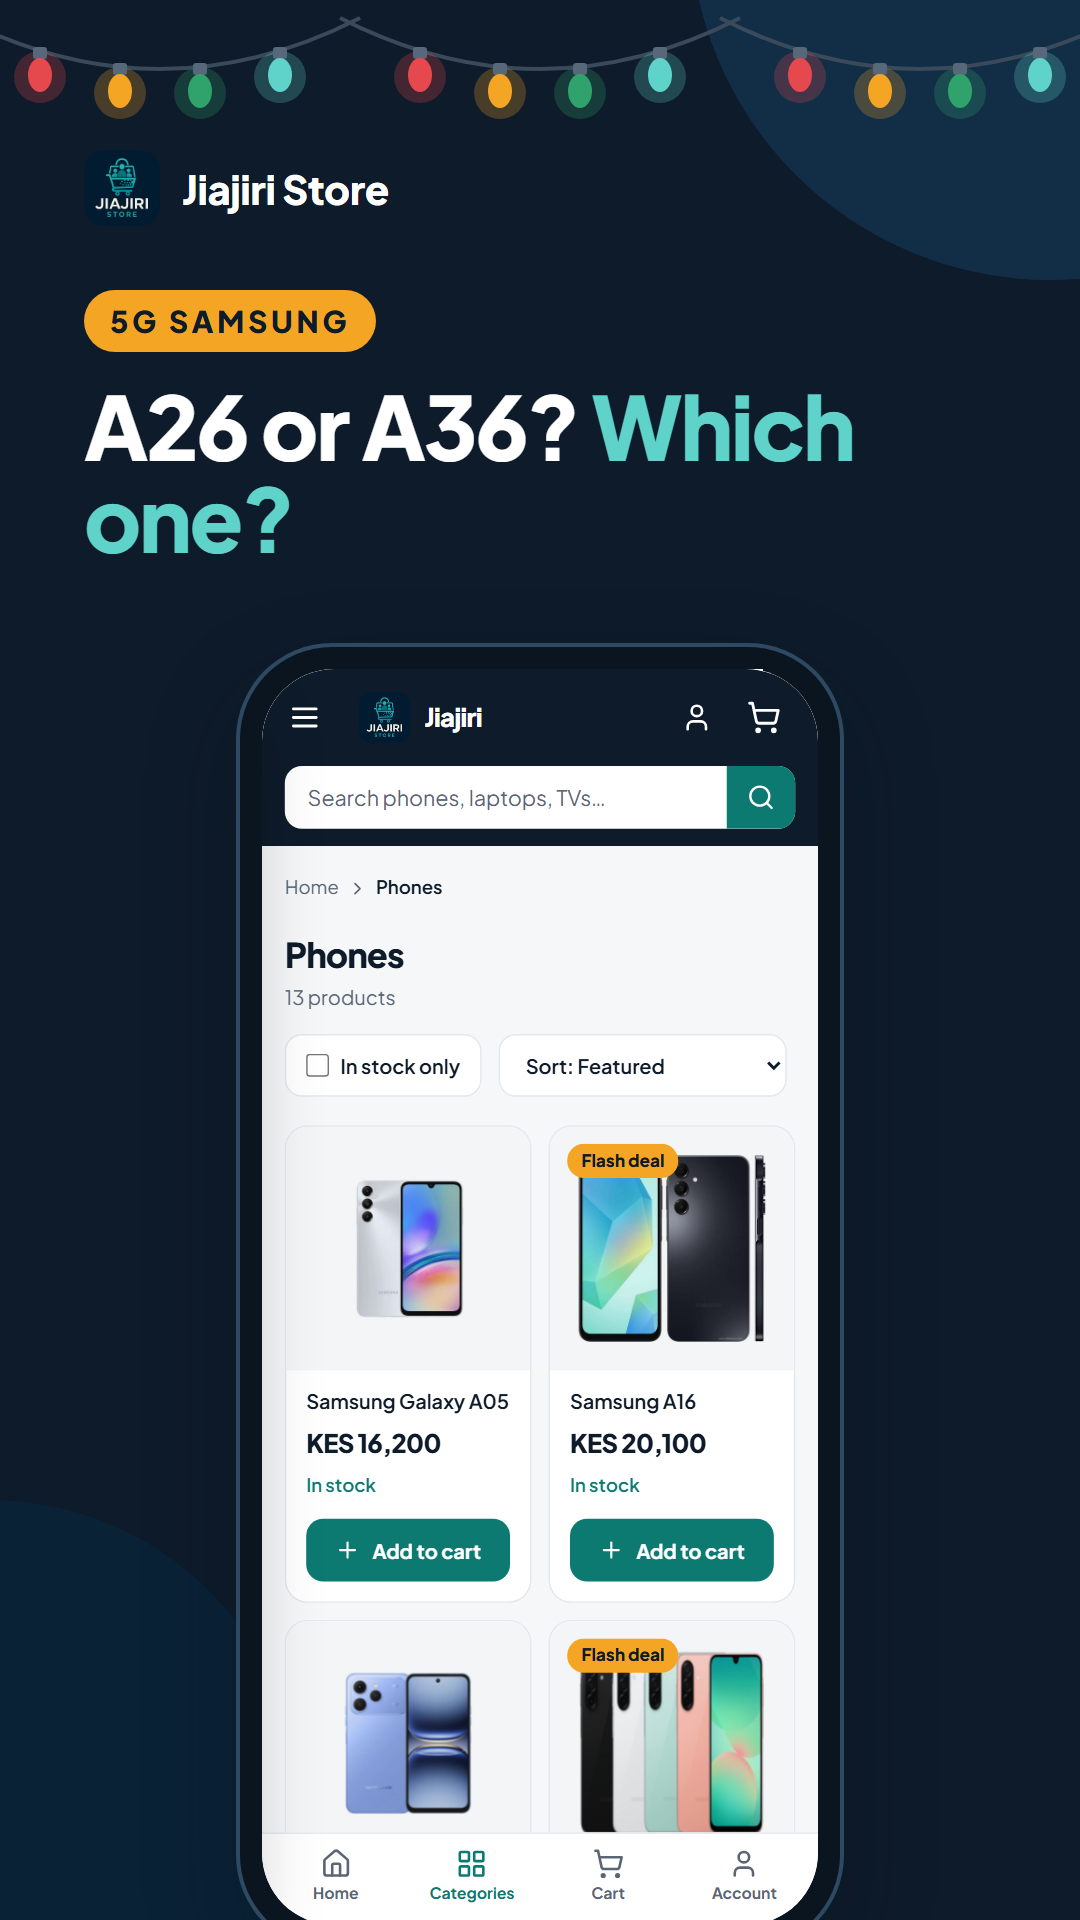 JIAJIRI
STORE
Jiajiri Store
5G SAMSUNG
A26 or A36? Which
one?
JIAJIRI
STORE
Jiajiri
Search phones, laptops, TVs...
Home > Phones
Phones
13 products
In stock only
Sort: Featured
Flash deal
Samsung Galaxy A05
KES 16,200
In stock
+ Add to cart
Samsung A16
KES 20,100
In stock
+ Add to cart
Flash deal
Home
Categories
Cart
Account